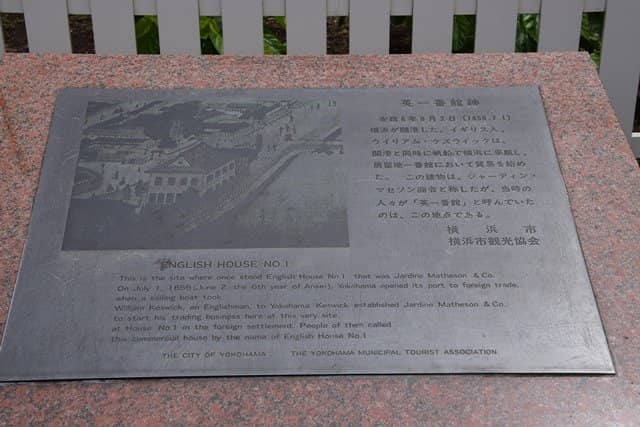 英一番館跡
安政6年6月2日(1859.7.1)
横浜が開港した。イギリス人、
ウイリアム・ケズウイックは、
開港と同時に帆船で横浜に来航し、
居留地一番館において貿易を始め
た。この建物は、ジャーディン・
マセソン商会と称したが、当時の
人々が「英一番館」と呼んでいた
のは、この地点である。
横浜市
横浜市観光協会
ENGLISH HOUSE NO.1
This is the site where once stood English House No.1 that was Jardine Matheson & Co.
On July 1, 1859 (June 2, the 6th year of Ansei), Yokohama opened its port to foreign trade,
when a sailing boat took
William Keswick, an Englishman, to Yokohama. Keswick established Jardine Matheson & Co.
to start his trading business here at this very site,
at House No.1 in the foreign settlement. People of then called
this commercial house by the name of English House No.1
THE CITY OF YOKOHAMA THE YOKOHAMA MUNICIPAL TOURIST ASSOCIATION